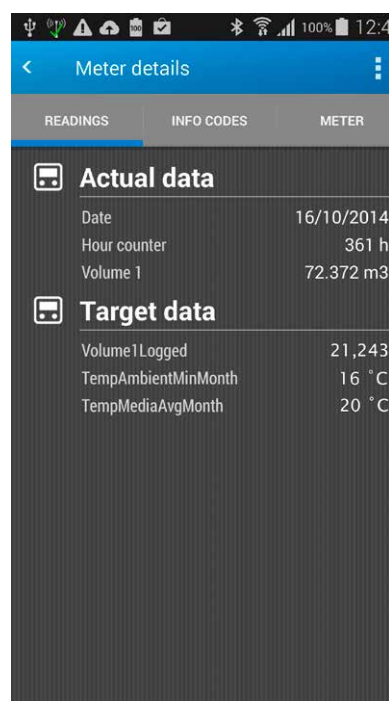 100% 12:4
Meter details
READINGS INFO CODES METER
Actual data
Date 16/10/2014
Hour counter 361 h
Volume 1 72.372 m3
Target data
Volume1Logged 21,243
TempAmbientMinMonth 16 °C
TempMediaAvgMonth 20 °C